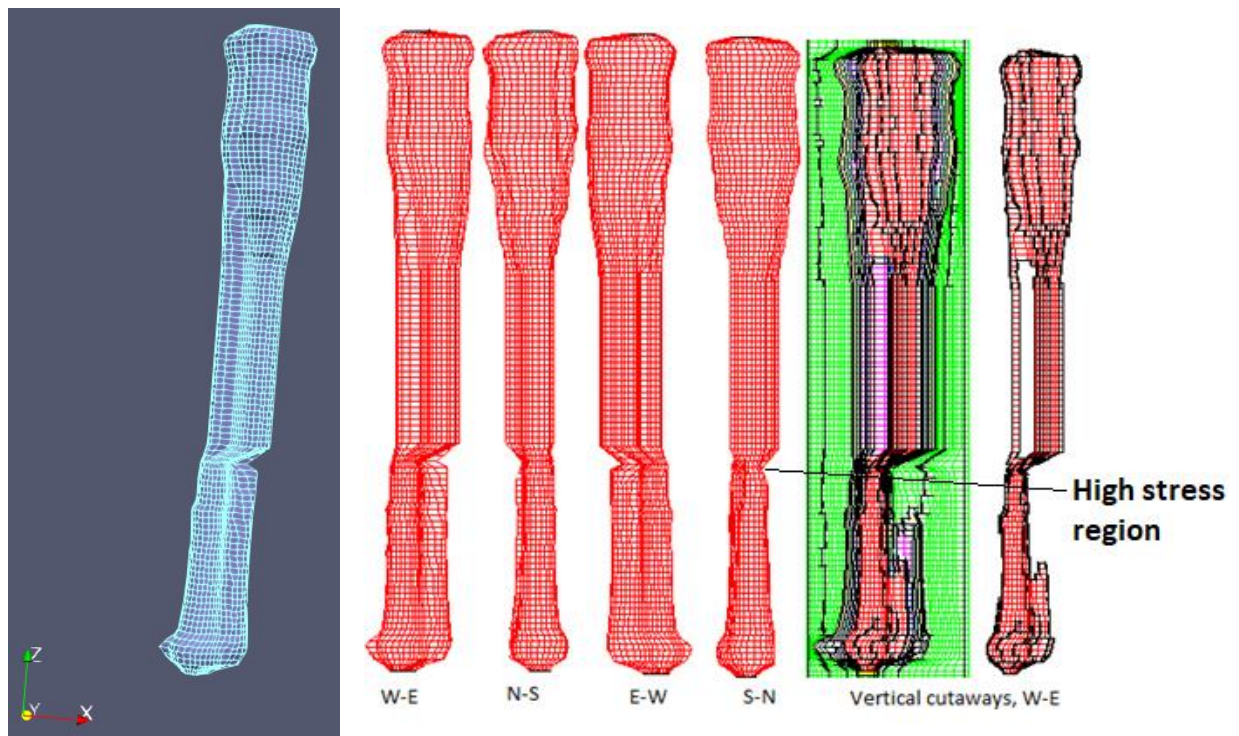 High stress
region
Z
Y X
W-E N-S E-W S-N Vertical cutaways, W-E